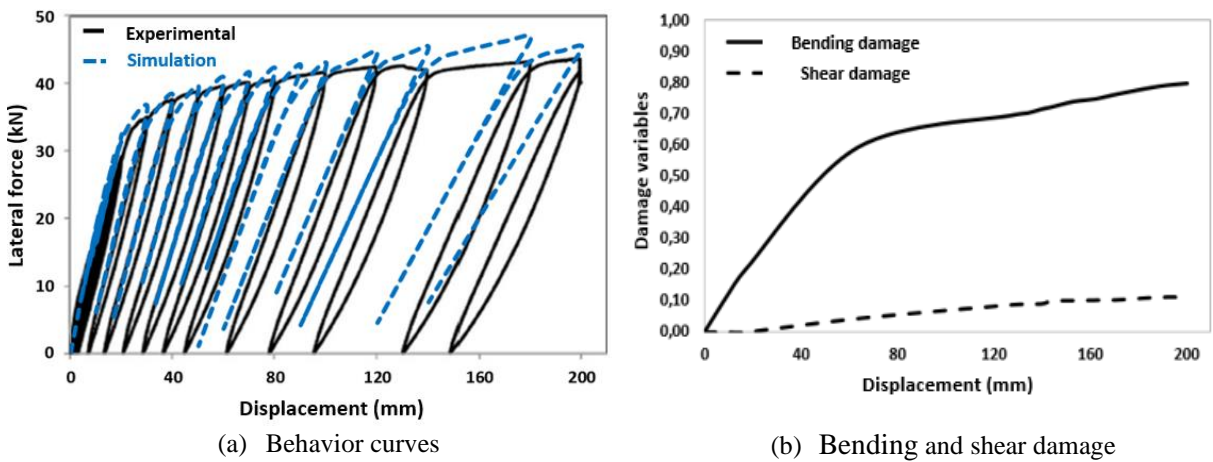 50
40
30
20
10
0
Lateral force (kN)
Experimental
Simulation
0
40
80
120
160
200
Displacement (mm)
(a) Behavior curves
1,00
0,90
0,80
0,70
0,60
0,50
0,40
0,30
0,20
0,10
0,00
Damage variables
Bending damage
Shear damage
0
40
80
120
160
200
Displacement (mm)
(b) Bending and shear damage